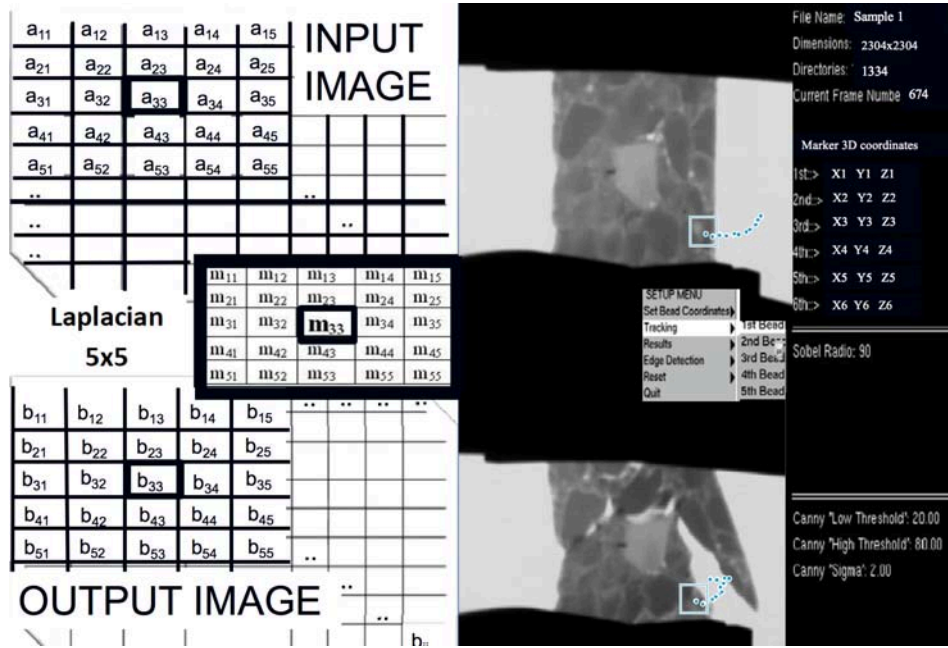 a11 a12 a13 a14 a15
a21 a22 a23 a24 a25
a31 a32 a33 a34 a35
a41 a42 a43 a44 a45
a51 a52 a53 a54 a55
..
..
..
INPUT
IMAGE
Laplacian
5x5
m11 m12 m13 m14 m15
m21 m22 m23 m24 m25
m31 m32 m33 m34 m35
m41 m42 m43 m44 m45
m51 m52 m53 m55 m55
.. .. .. ..
b11 b12 b13 b14 b15
b21 b22 b23 b24 b25
b31 b32 b33 b34 b35
b41 b42 b43 b44 b45
b51 b52 b53 b54 b55
..
..
..
OUTPUT IMAGE
SETUP MENU
Set Bead Coordinates
Tracking
Results
Edge Detection
Reset
Quit
1st Bead
2nd Bead
3rd Bead
4th Bead
5th Bead
File Name: Sample 1
Dimensions: 2304x2304
Directories: 1334
Current Frame Numbe 674
Marker 3D coordinates
1st:> X1 Y1 Z1
2nd:> X2 Y2 Z2
3rd:> X3 Y3 Z3
4th:> X4 Y4 Z4
5th:> X5 Y5 Z5
6th:> X6 Y6 Z6
Sobel Radio: 90
Canny "Low Threshold": 20.00
Canny "High Threshold": 80.00
Canny "Sigma": 2.00